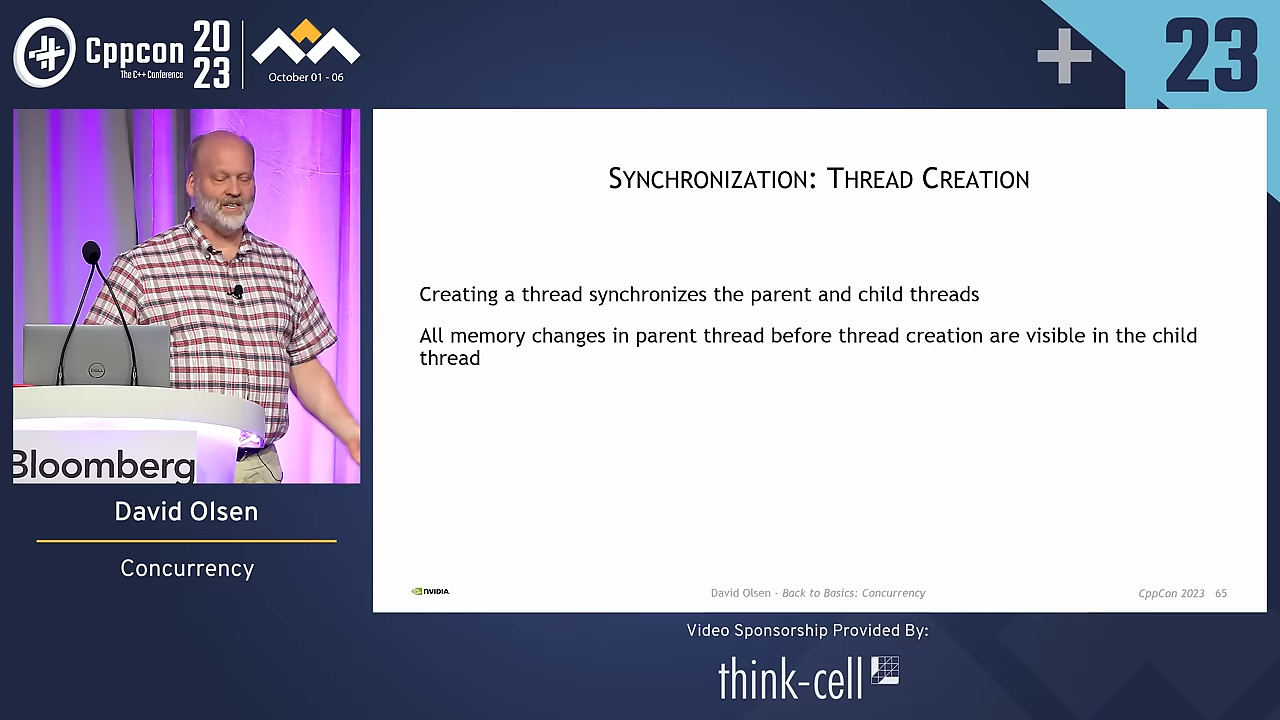 Cppcon
The C++ Conference
20
23
October 01 - 06
23
SYNCHRONIZATION: THREAD CREATION
Creating a thread synchronizes the parent and child threads
All memory changes in parent thread before thread creation are visible in the child
thread
DELL
Bloomberg
David Olsen
Concurrency
NVIDIA.
David Olsen - Back to Basics: Concurrency
CppCon 2023 65
Video Sponsorship Provided By:
think-cell